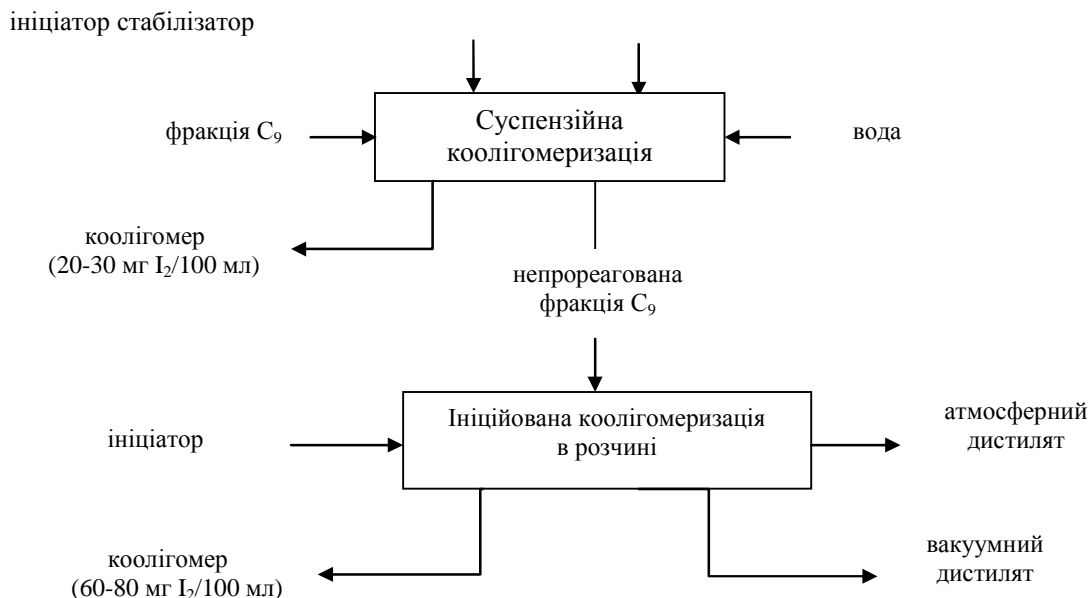 ініціатор стабілізатор
фракція C₉
Суспензійна
коолігомеризація
вода
коолігомер
(20-30 мг I₂/100 мл)
непрореагована
фракція C₉
ініціатор
Ініційована коолігомеризація
в розчині
атмосферний
дистилят
коолігомер
(60-80 мг I₂/100 мл)
вакуумний
дистилят